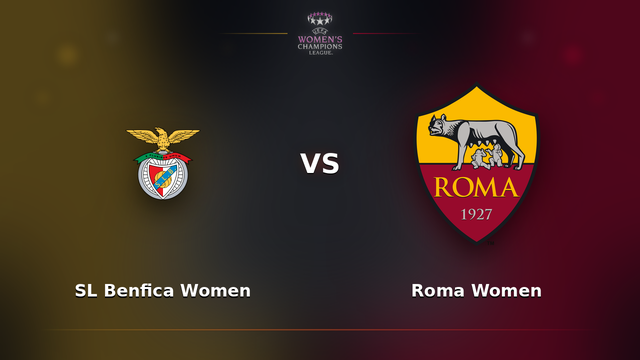 WOMEN'S
CHAMPIONS
LEAGUE.
VS
ROMA
1927
SL Benfica Women
Roma Women